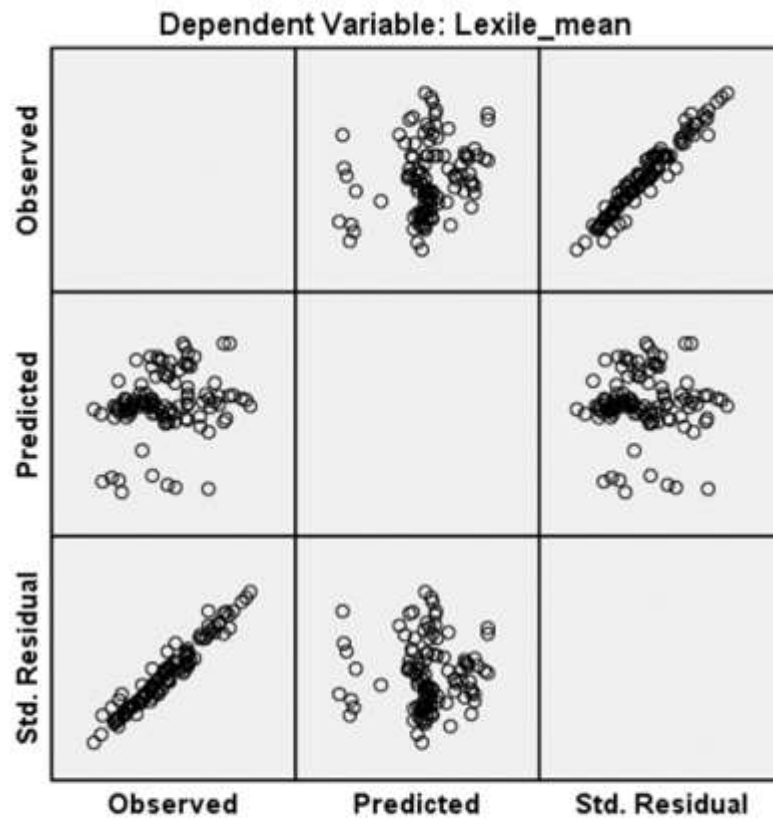 Dependent Variable: Lexile_mean
Observed
Predicted
Std. Residual
Observed
Predicted
Std. Residual